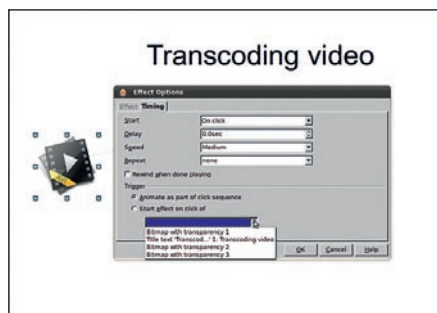 Transcoding video
Effect Options
Effect Timing
Start On click
Delay 0.0sec
Speed Medium
Repeat none
Rewind when done playing
Trigger
Animate as part of click sequence
Start effect on click of
Bitmap with transparency 1
Title text 'Transcod...' 1: Transcoding video
Bitmap with transparency 2
Bitmap with transparency 3
OK Cancel Help